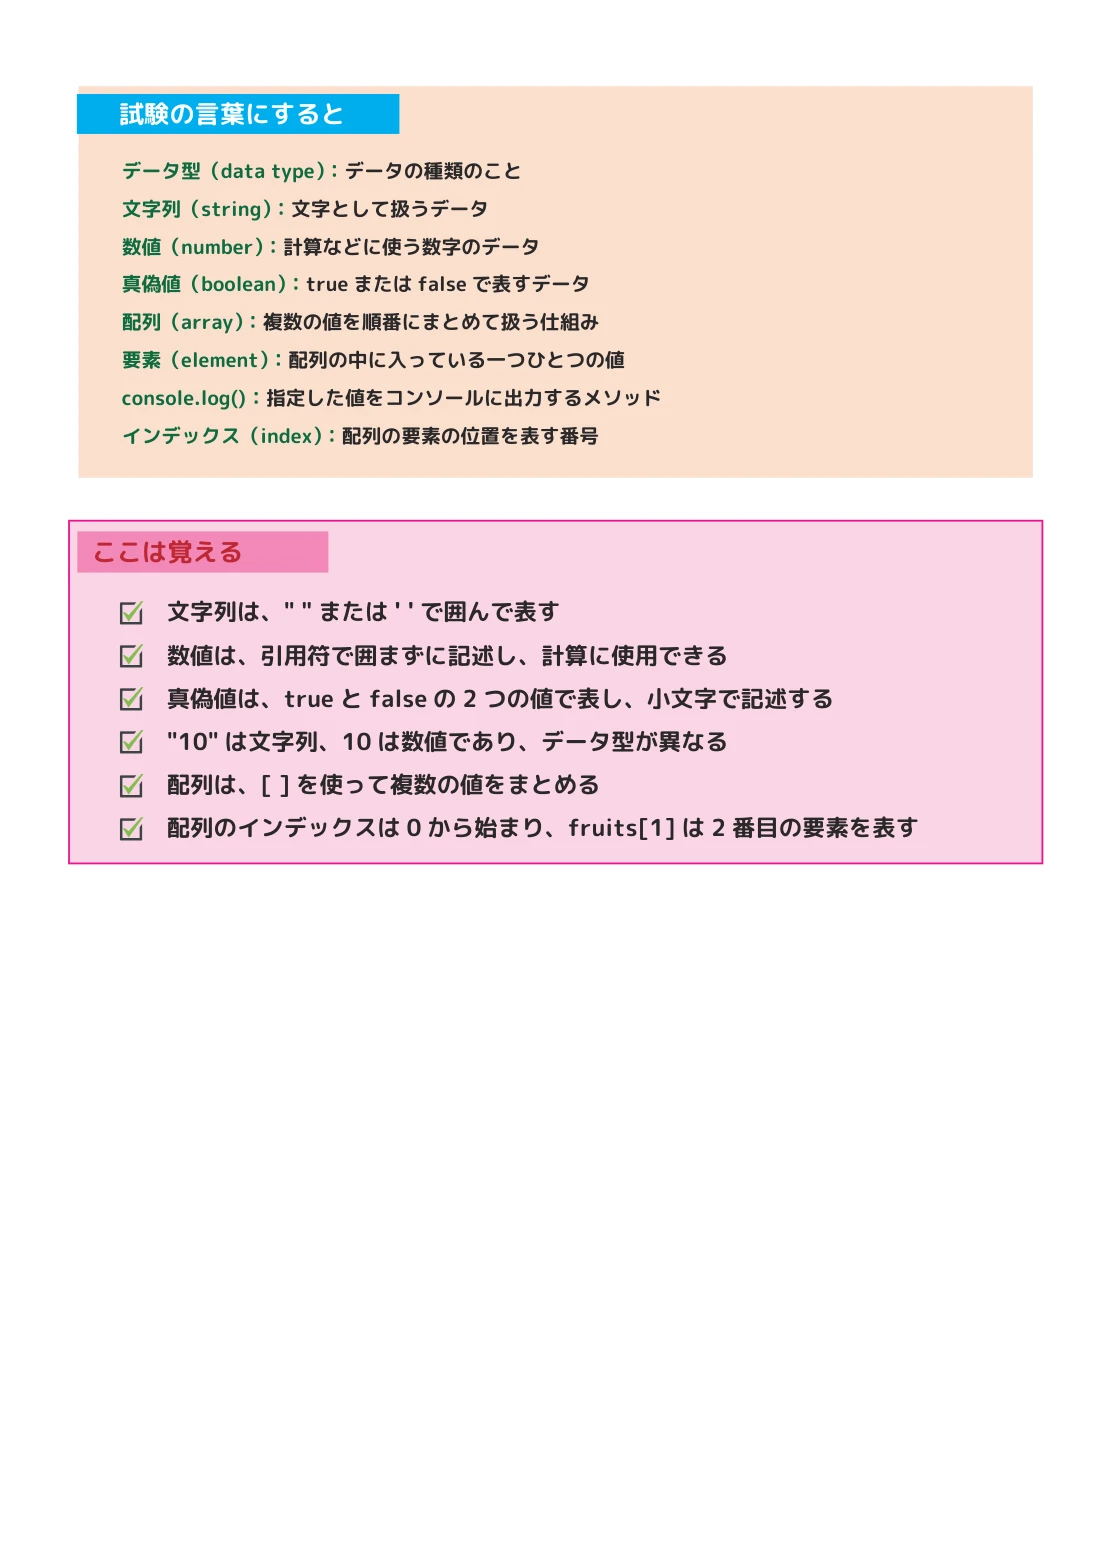 試験の言葉にすると
データ型（data type）：データの種類のこと
文字列（string）：文字として扱うデータ
数値（number）：計算などに使う数字のデータ
真偽値（boolean）：true または false で表すデータ
配列（array）：複数の値を順番にまとめて扱う仕組み
要素（element）：配列の中に入っている一つひとつの値
console.log()：指定した値をコンソールに出力するメソッド
インデックス（index）：配列の要素の位置を表す番号
ここは覚える
文字列は、" " または ' ' で囲んで表す
数値は、引用符で囲まずに記述し、計算に使用できる
真偽値は、true と false の 2 つの値で表し、小文字で記述する
"10" は文字列、10 は数値であり、データ型が異なる
配列は、[ ] を使って複数の値をまとめる
配列のインデックスは 0 から始まり、fruits[1] は 2 番目の要素を表す